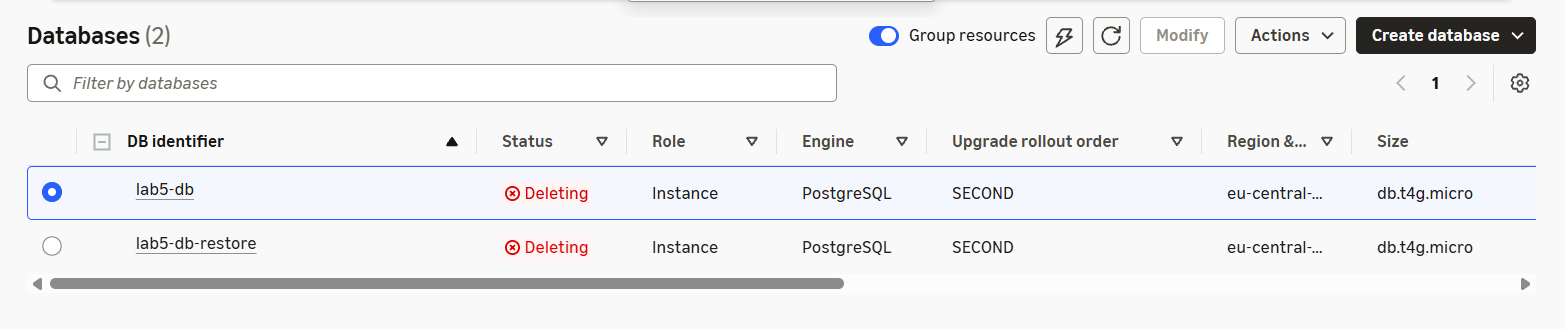 Databases (2)
Group resources
Modify
Actions
Create database
Filter by databases
1
DB identifier Status Role Engine Upgrade rollout order Region &... Size
lab5-db Deleting Instance PostgreSQL SECOND eu-central-... db.t4g.micro
lab5-db-restore Deleting Instance PostgreSQL SECOND eu-central-... db.t4g.micro